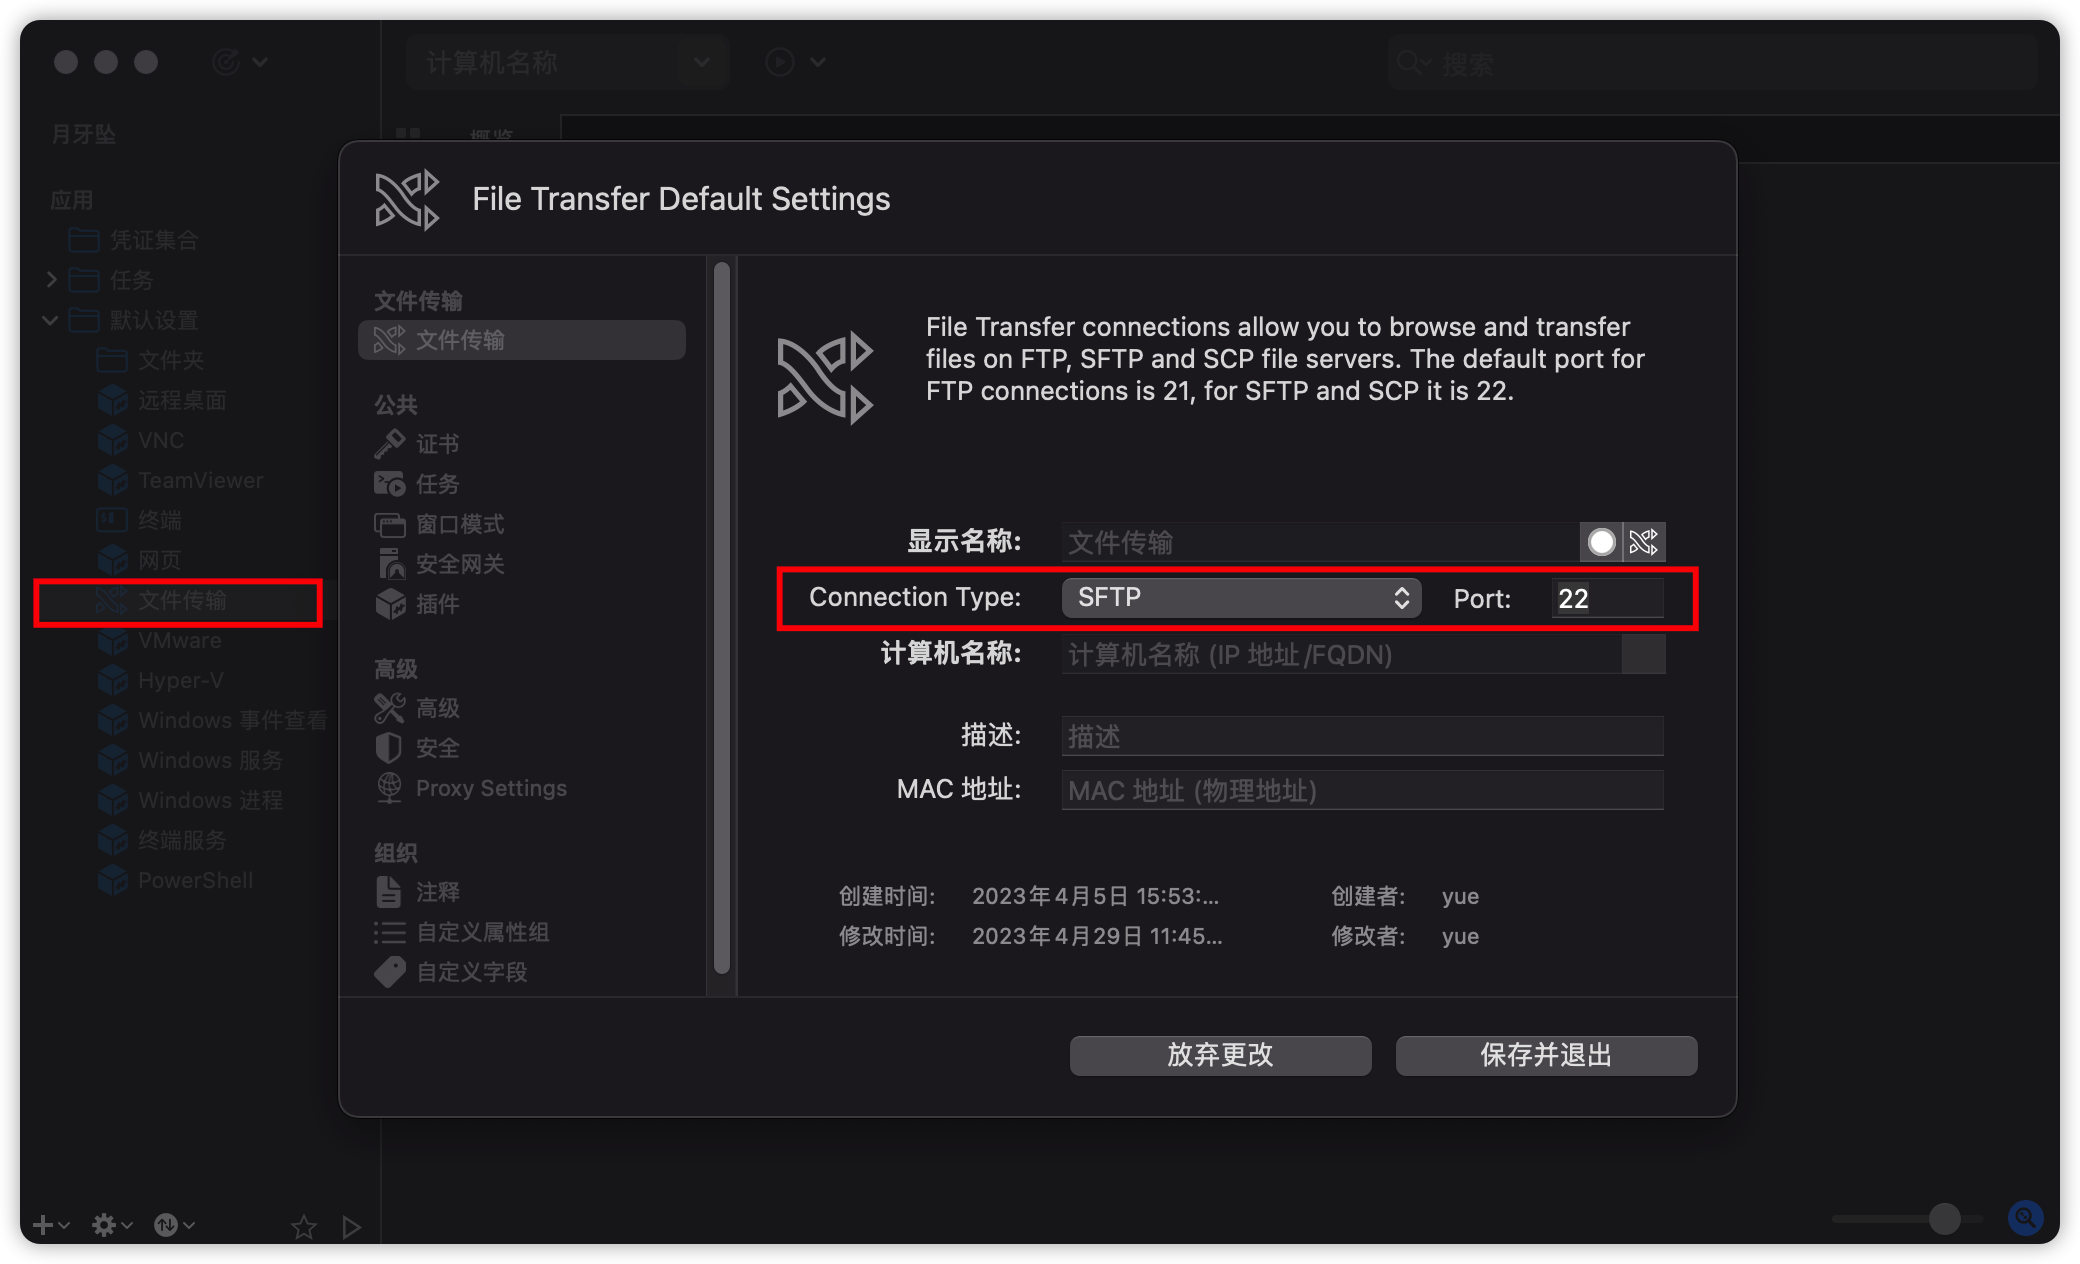 计算机名称
搜索
月牙坠
概览
应用
凭证集合
任务
默认设置
文件夹
远程桌面
VNC
TeamViewer
终端
网页
文件传输
VMware
Hyper-V
Windows 事件查看
Windows 服务
Windows 进程
终端服务
PowerShell
File Transfer Default Settings
文件传输
文件传输
公共
证书
任务
窗口模式
安全网关
插件
高级
高级
安全
Proxy Settings
组织
注释
自定义属性组
自定义字段
File Transfer connections allow you to browse and transfer
files on FTP, SFTP and SCP file servers. The default port for
FTP connections is 21, for SFTP and SCP it is 22.
显示名称: 文件传输
Connection Type: SFTP Port: 22
计算机名称: 计算机名称 (IP 地址/FQDN)
描述: 描述
MAC 地址: MAC 地址 (物理地址)
创建时间: 2023年4月5日 15:53:... 创建者: yue
修改时间: 2023年4月29日 11:45... 修改者: yue
放弃更改 保存并退出